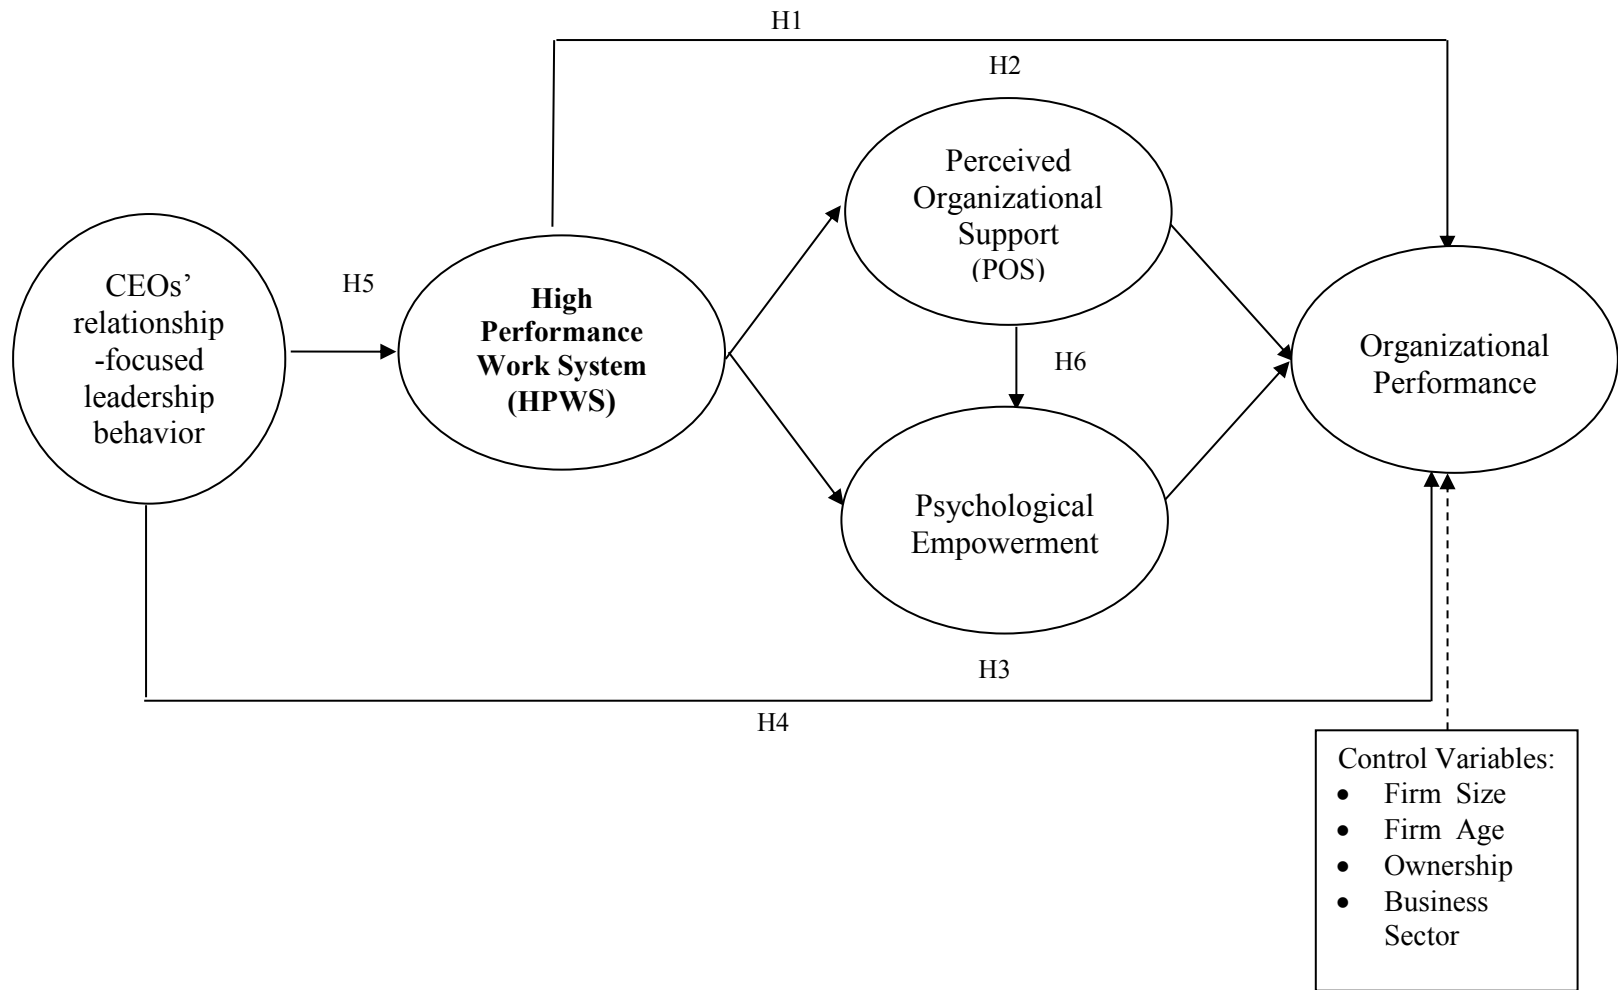 H1
H2
Perceived
Organizational
Support
(POS)
CEOs’
relationship
-focused
leadership
behavior
H5
High
Performance
Work System
(HPWS)
H6
Organizational
Performance
Psychological
Empowerment
H3
H4
Control Variables:
• Firm Size
• Firm Age
• Ownership
• Business
Sector